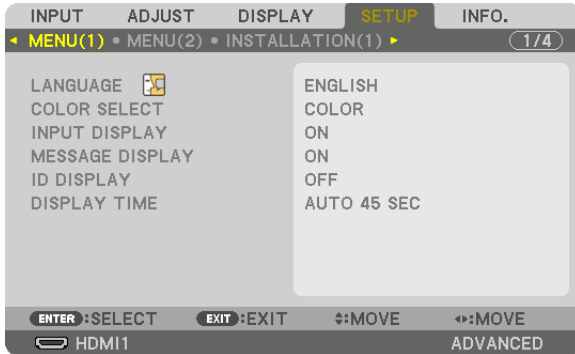 INPUT ADJUST DISPLAY SETUP INFO.
MENU(1) • MENU(2) • INSTALLATION(1) 1/4
LANGUAGE ENGLISH
COLOR SELECT COLOR
INPUT DISPLAY ON
MESSAGE DISPLAY ON
ID DISPLAY OFF
DISPLAY TIME AUTO 45 SEC
ENTER :SELECT EXIT :EXIT :MOVE :MOVE
HDMI1 ADVANCED